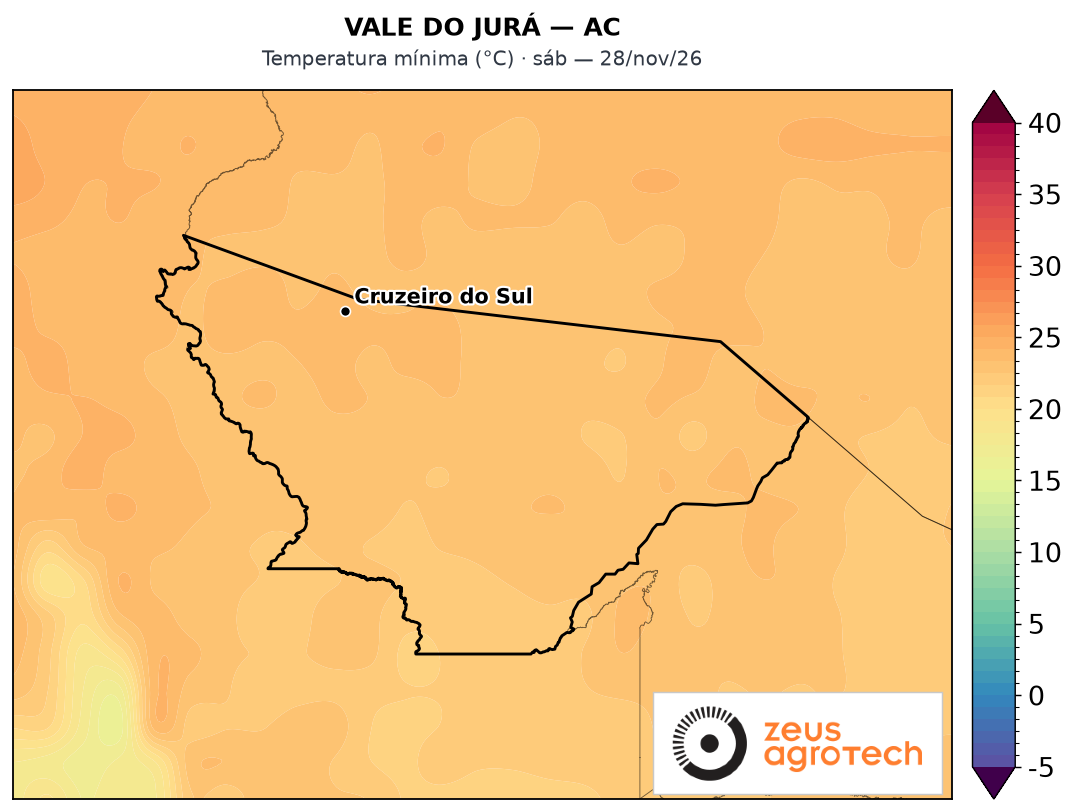 VALE DO JURÁ — AC
Temperatura mínima (°C) · sáb — 28/nov/26
Cruzeiro do Sul
40
35
30
25
20
15
10
5
0
-5
zeus
agrotech